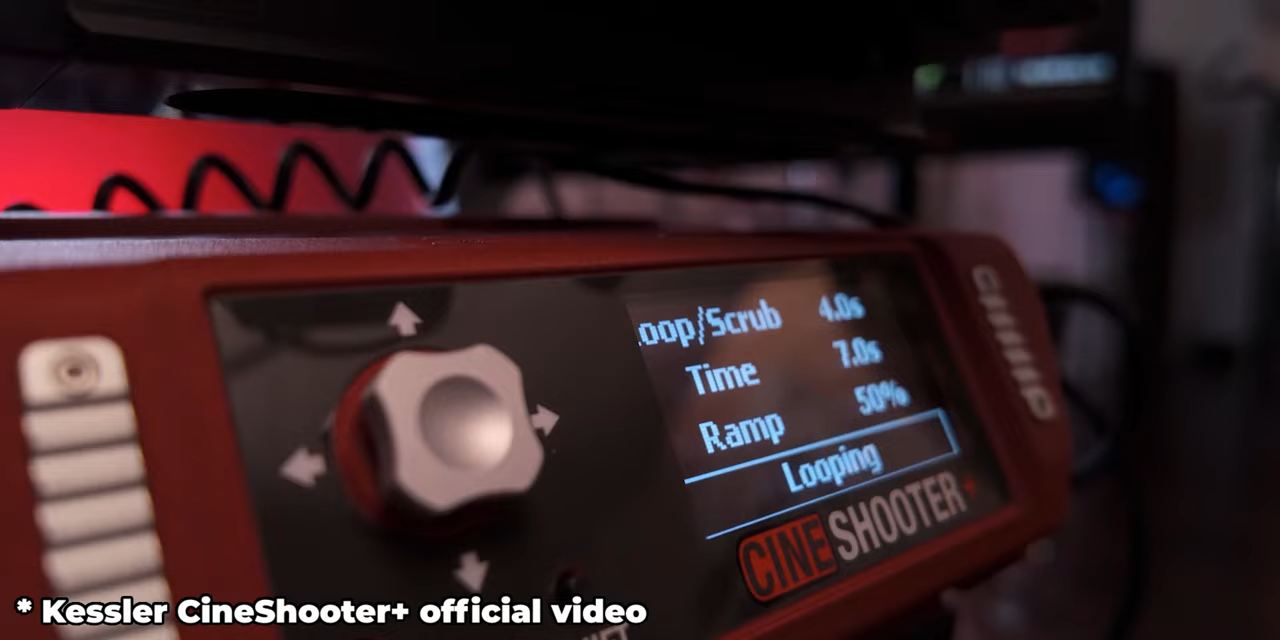 oop/Scrub 4.0s
Time 7.0s
Ramp 50%
Looping
CINESHOOTER+
* Kessler CineShooter+ official video